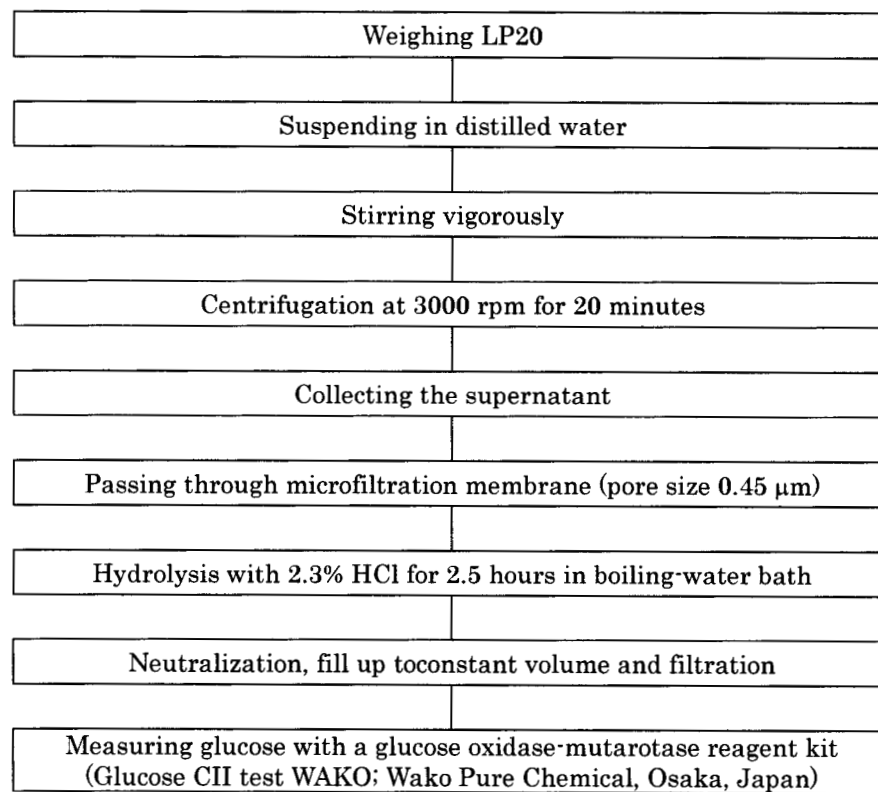 Weighing LP20
Suspending in distilled water
Stirring vigorously
Centrifugation at 3000 rpm for 20 minutes
Collecting the supernatant
Passing through microfiltration membrane (pore size 0.45 μm)
Hydrolysis with 2.3% HCl for 2.5 hours in boiling-water bath
Neutralization, fill up toconstant volume and filtration
Measuring glucose with a glucose oxidase-mutarotase reagent kit
(Glucose CII test WAKO; Wako Pure Chemical, Osaka, Japan)